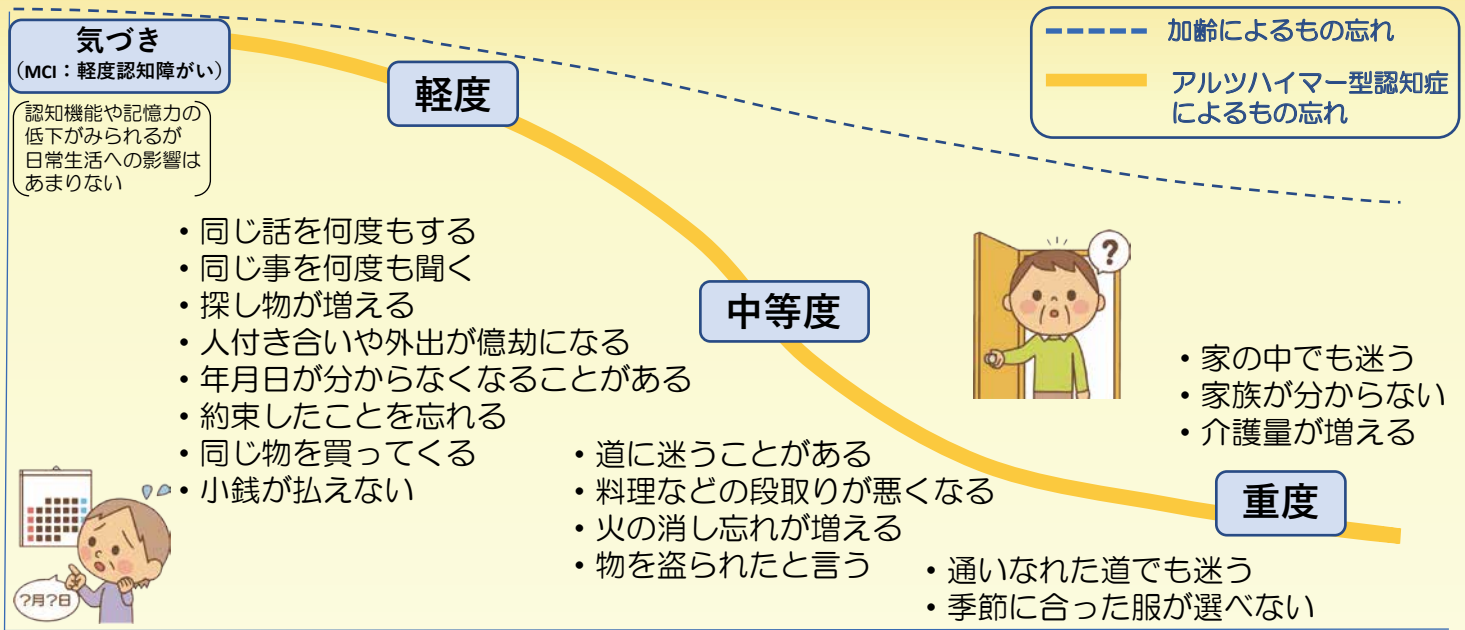 気づき
(MCI：軽度認知障がい)
認知機能や記憶力の
低下がみられるが
日常生活への影響は
あまりない
軽度
加齢によるもの忘れ
アルツハイマー型認知症
によるもの忘れ
・同じ話を何度もする
・同じ事を何度も聞く
・探し物が増える
・人付き合いや外出が億劫になる
・年月日が分からなくなることがある
・約束したことを忘れる
・同じ物を買ってくる
・小銭が払えない
?月?日
中等度
・道に迷うことがある
・料理などの段取りが悪くなる
・火の消し忘れが増える
・物を盗られたと言う
?
・家の中でも迷う
・家族が分からない
・介護量が増える
重度
・通いなれた道でも迷う
・季節に合った服が選べない